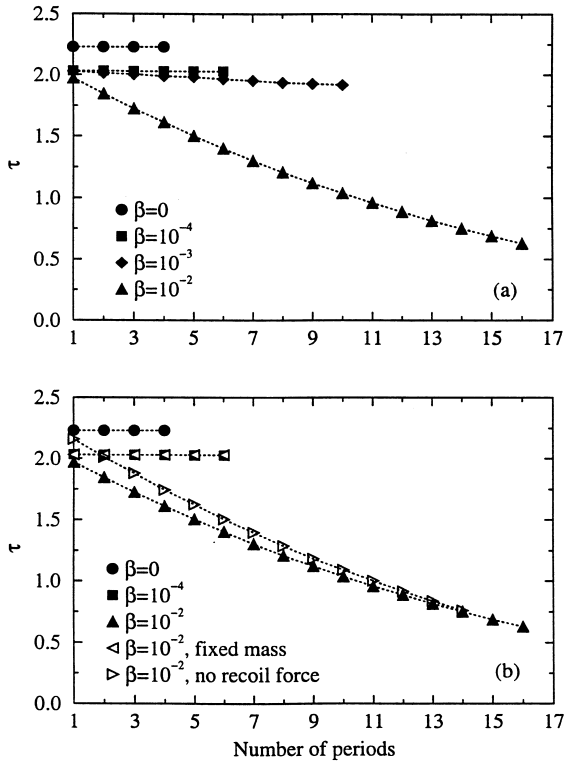 2.5
2.0
1.5
τ
1.0
0.5
0.0
β=0
β=10⁻⁴
β=10⁻³
β=10⁻²
(a)
1 3 5 7 9 11 13 15 17
2.5
2.0
1.5
τ
1.0
0.5
0.0
β=0
β=10⁻⁴
β=10⁻²
β=10⁻², fixed mass
β=10⁻², no recoil force
(b)
1 3 5 7 9 11 13 15 17
Number of periods